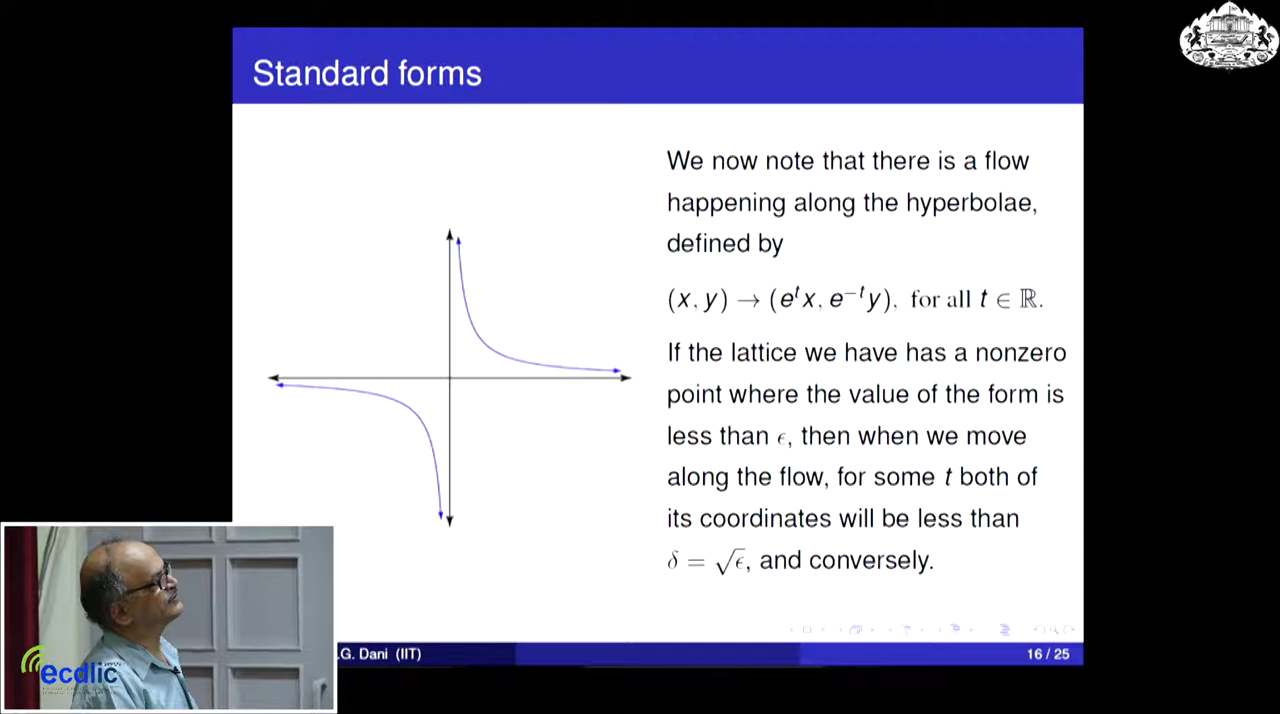 Standard forms
We now note that there is a flow
happening along the hyperbolae,
defined by
(x, y) → (eᵗx, e⁻ᵗy), for all t ∈ ℝ.
If the lattice we have has a nonzero
point where the value of the form is
less than ϵ, then when we move
along the flow, for some t both of
its coordinates will be less than
δ = √ϵ, and conversely.
.G. Dani (IIT)
16 / 25
ecdlic